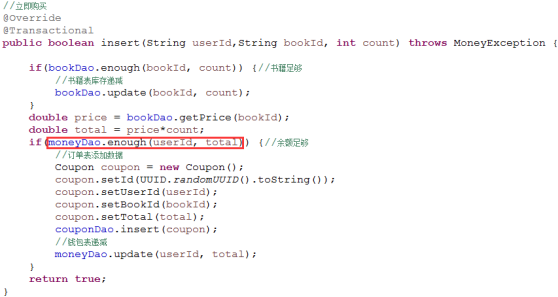 //立即购买
@Override
@Transactional
public boolean insert(String userId,String bookId, int count) throws MoneyException {
if(bookDao.enough(bookId, count)) {//书籍足够
//书籍表库存递减
bookDao.update(bookId, count);
}
double price = bookDao.getPrice(bookId);
double total = price*count;
if(moneyDao.enough(userId, total)) {//余额足够
//订单表添加数据
Coupon coupon = new Coupon();
coupon.setId(UUID.randomUUID().toString());
coupon.setUserId(userId);
coupon.setBookId(bookId);
coupon.setTotal(total);
couponDao.insert(coupon);
//钱包表递减
moneyDao.update(userId, total);
}
return true;
}